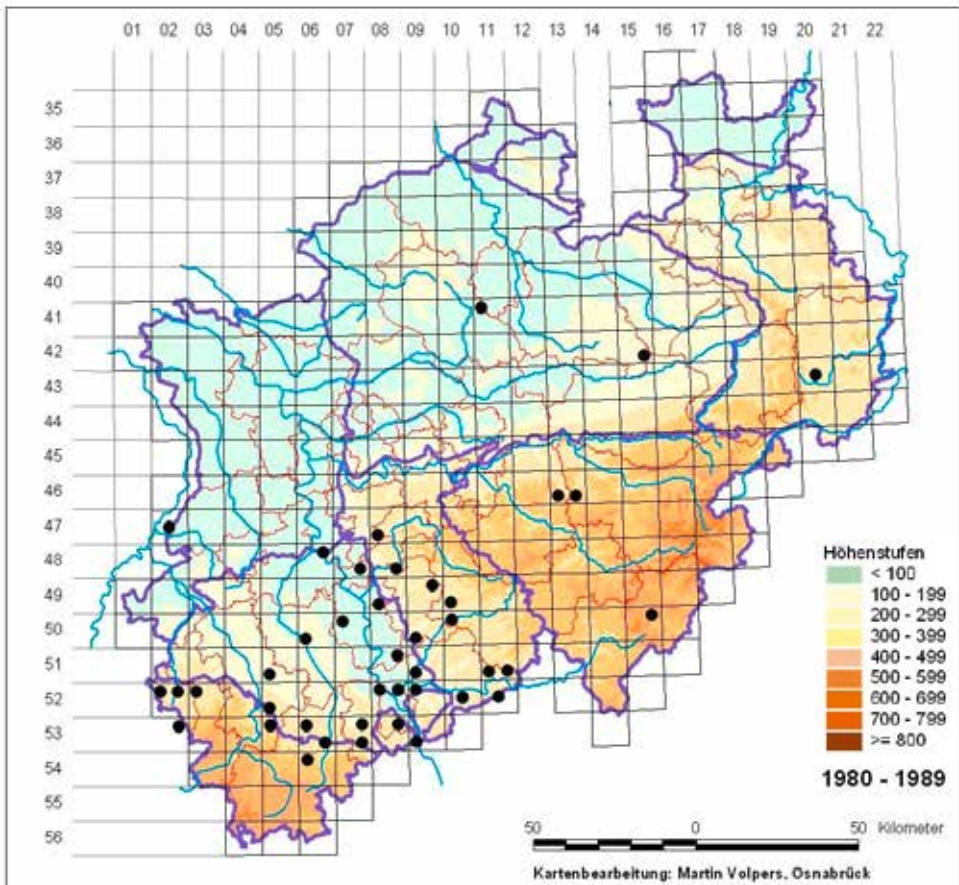 01 02 03 04 05 06 07 08 09 10 11 12 13 14 15 16 17 18 19 20 21 22
35
36
37
38
39
40
41
42
43
44
45
46
47
48
49
50
51
52
53
54
55
56
Höhenstufen
< 100
100 - 199
200 - 299
300 - 399
400 - 499
500 - 599
600 - 699
700 - 799
>= 800
1980 - 1989
50 0 50 Kilometer
Kartenbearbeitung: Martin Volpers, Osnabrück